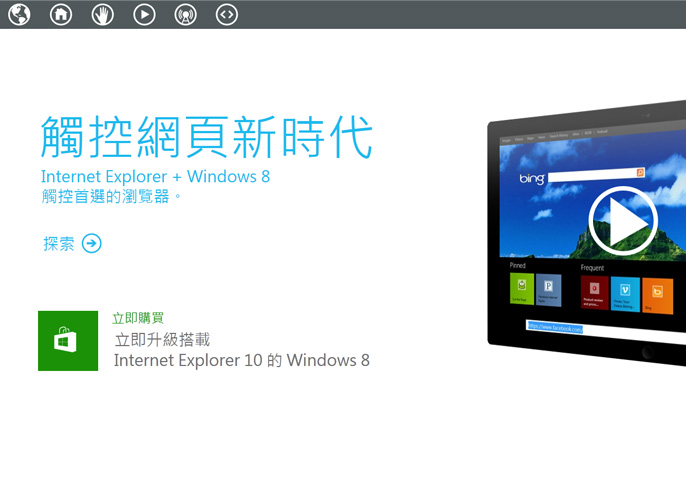 觸控網頁新時代
Internet Explorer + Windows 8
觸控首選的瀏覽器。
探索
立即購買
立即升級搭載
Internet Explorer 10 的 Windows 8
bing
Pinned
Frequent
bing